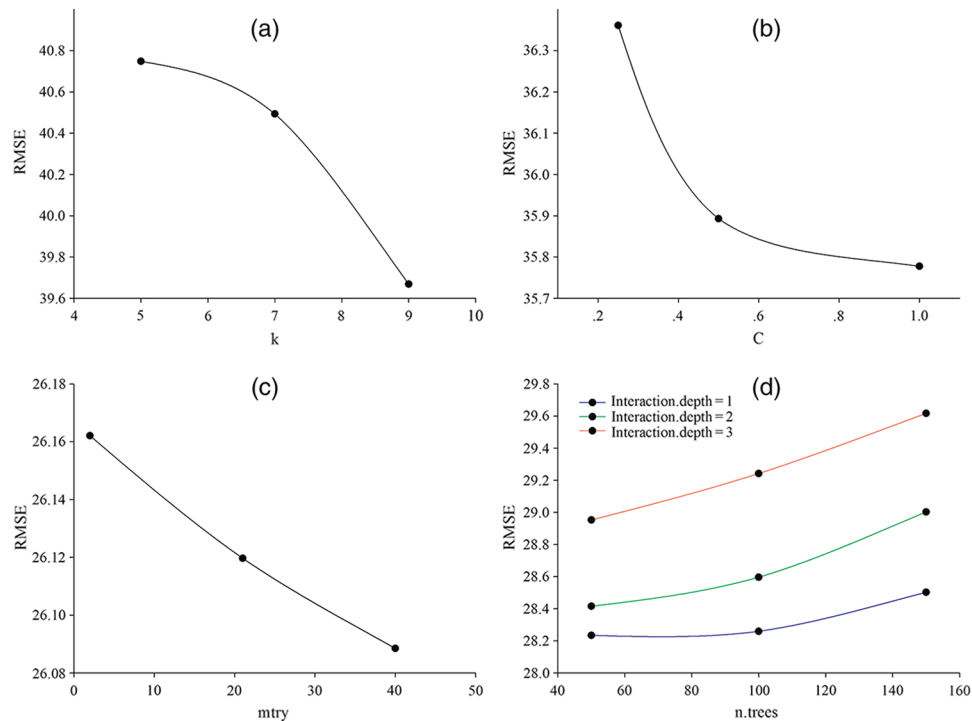 (a)
40.8
40.6
40.4
40.2
40.0
39.8
39.6
RMSE
4 5 6 7 8 9 10
k
(b)
36.3
36.2
36.1
36.0
35.9
35.8
35.7
RMSE
.2 .4 .6 .8 1.0
C
(c)
26.18
26.16
26.14
26.12
26.10
26.08
RMSE
0 10 20 30 40 50
mtry
(d)
29.8
29.6
29.4
29.2
29.0
28.8
28.6
28.4
28.2
28.0
RMSE
Interaction.depth = 1
Interaction.depth = 2
Interaction.depth = 3
40 60 80 100 120 140 160
n.trees